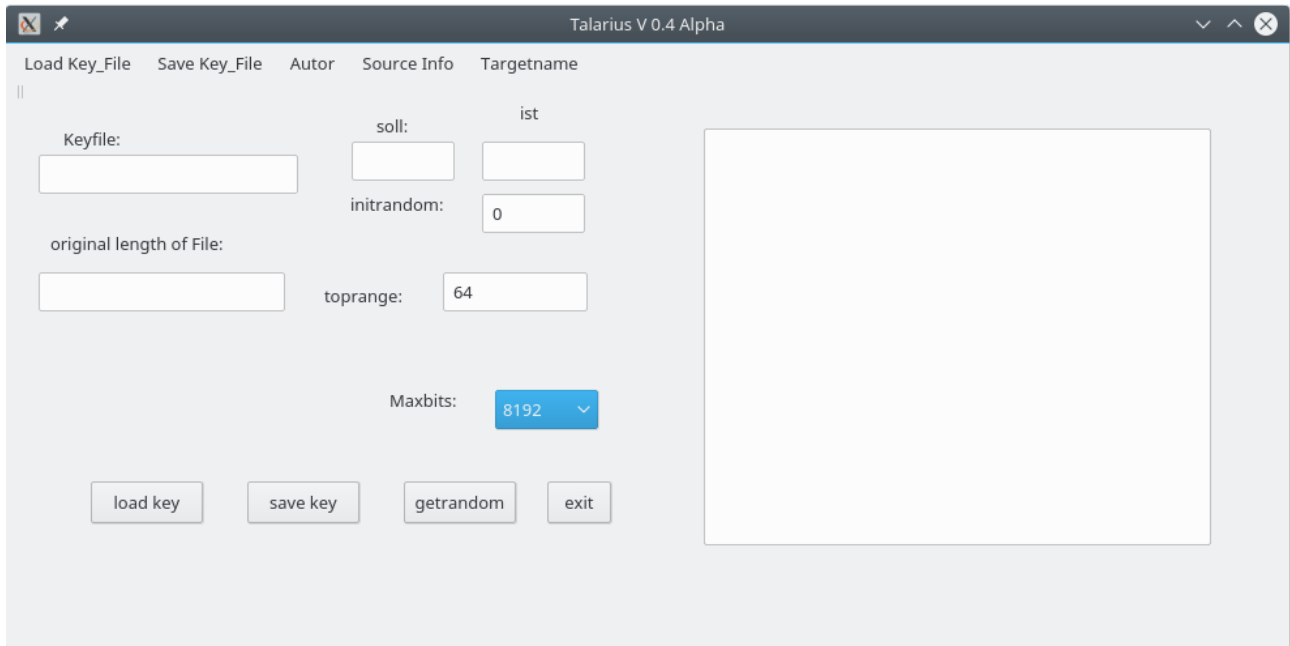 Talarius V 0.4 Alpha
Load Key_File Save Key_File Autor Source Info Targetname
ist
soll:
Keyfile:
initrandom:
0
original length of File:
toprange:
64
Maxbits:
8192
load key save key getrandom exit